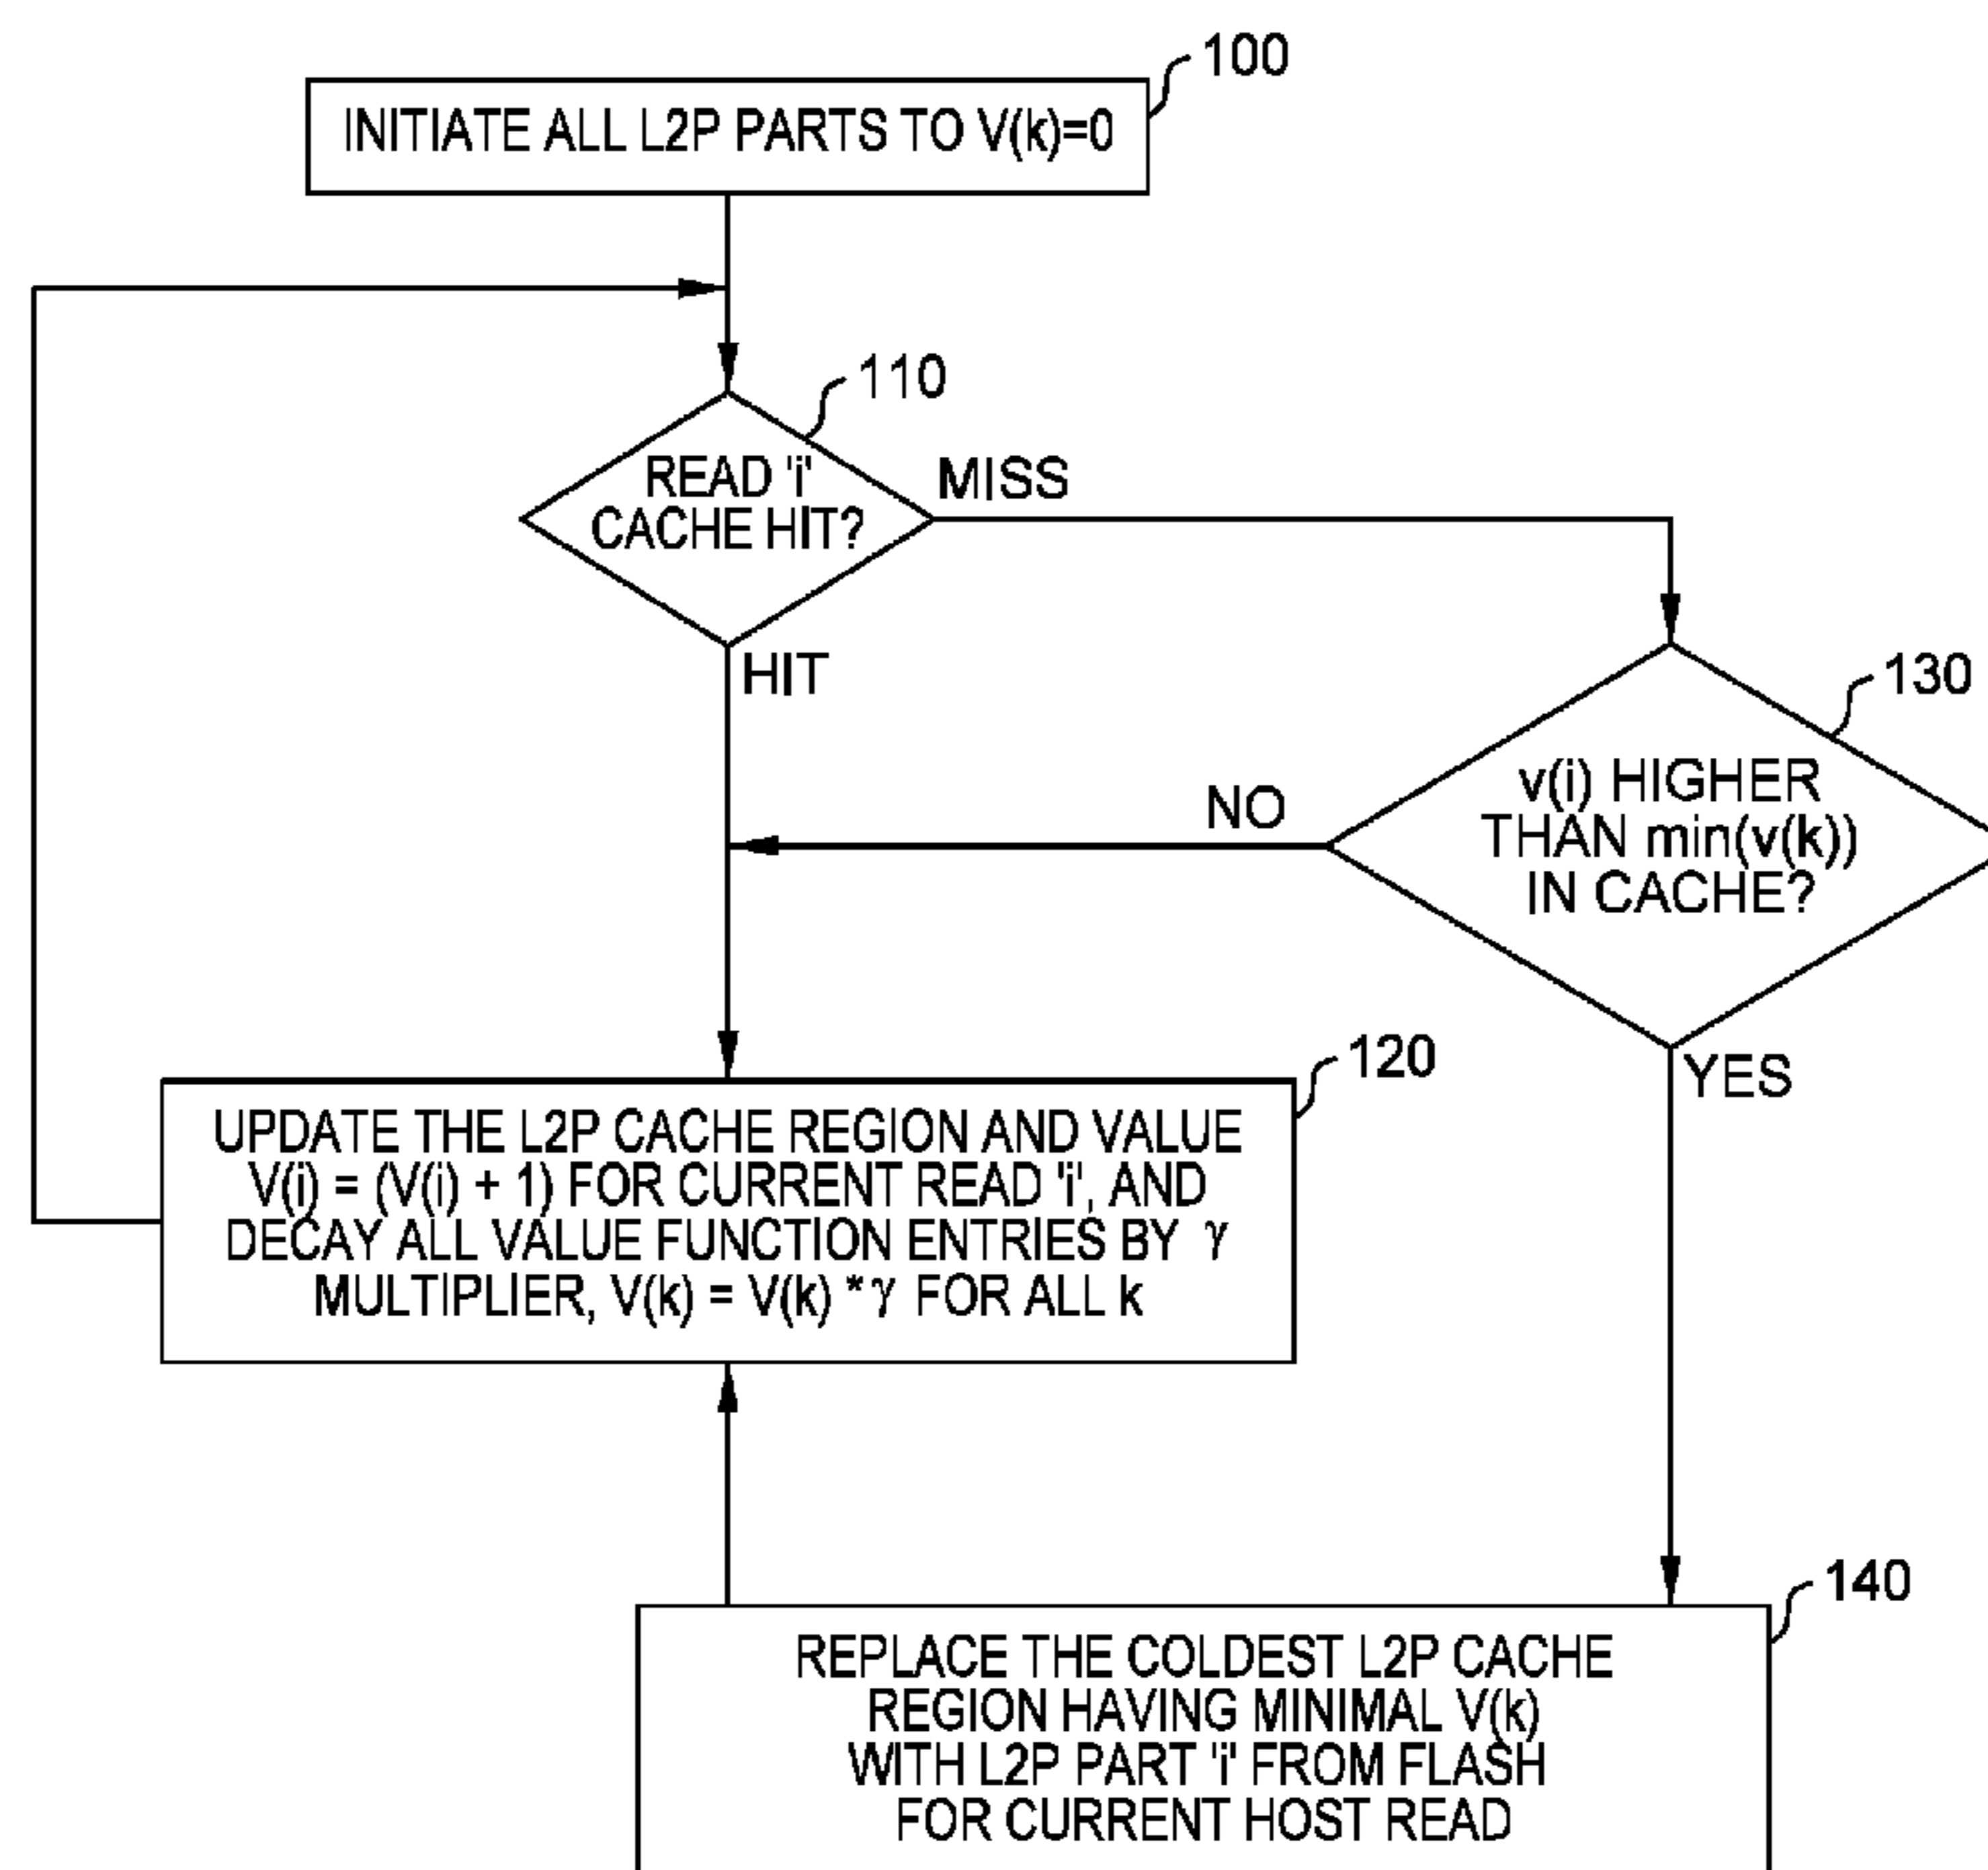 100
INITIATE ALL L2P PARTS TO V(k)=0
110
READ 'i'
CACHE HIT?
MISS
HIT
130
v(i) HIGHER
THAN min(v(k))
IN CACHE?
NO
YES
120
UPDATE THE L2P CACHE REGION AND VALUE
V(i) = (V(i) + 1) FOR CURRENT READ 'i', AND
DECAY ALL VALUE FUNCTION ENTRIES BY γ
MULTIPLIER, V(k) = V(k) * γ FOR ALL k
140
REPLACE THE COLDEST L2P CACHE
REGION HAVING MINIMAL V(k)
WITH L2P PART 'i' FROM FLASH
FOR CURRENT HOST READ